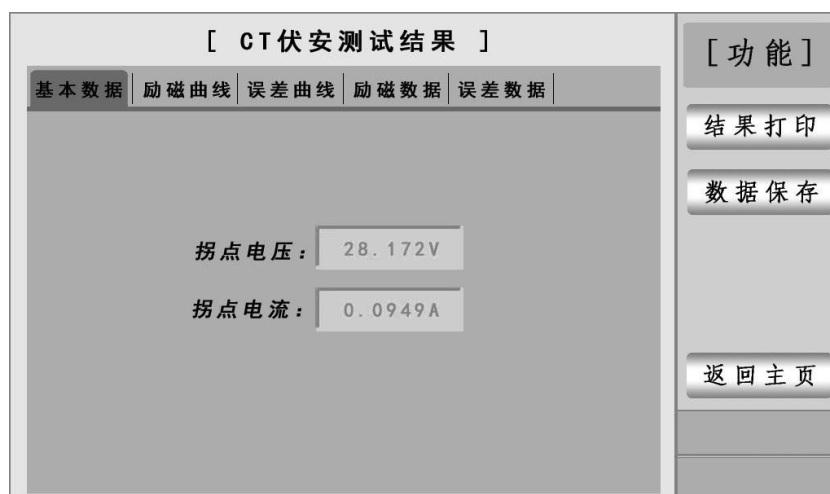 [ CT伏安测试结果 ]
基本数据 励磁曲线 误差曲线 励磁数据 误差数据
拐点电压: 28.172V
拐点电流: 0.0949A
[功能]
结果打印
数据保存
返回主页